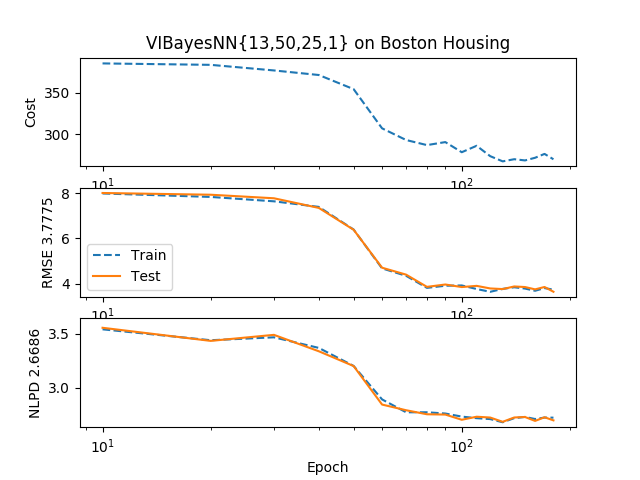 VIBayesNN{13,50,25,1} on Boston Housing
Cost
350
300
10¹ 10²
RMSE 3.7775
8
6
4
Train
Test
10¹ 10²
NLPD 2.6686
3.5
3.0
10¹ 10²
Epoch